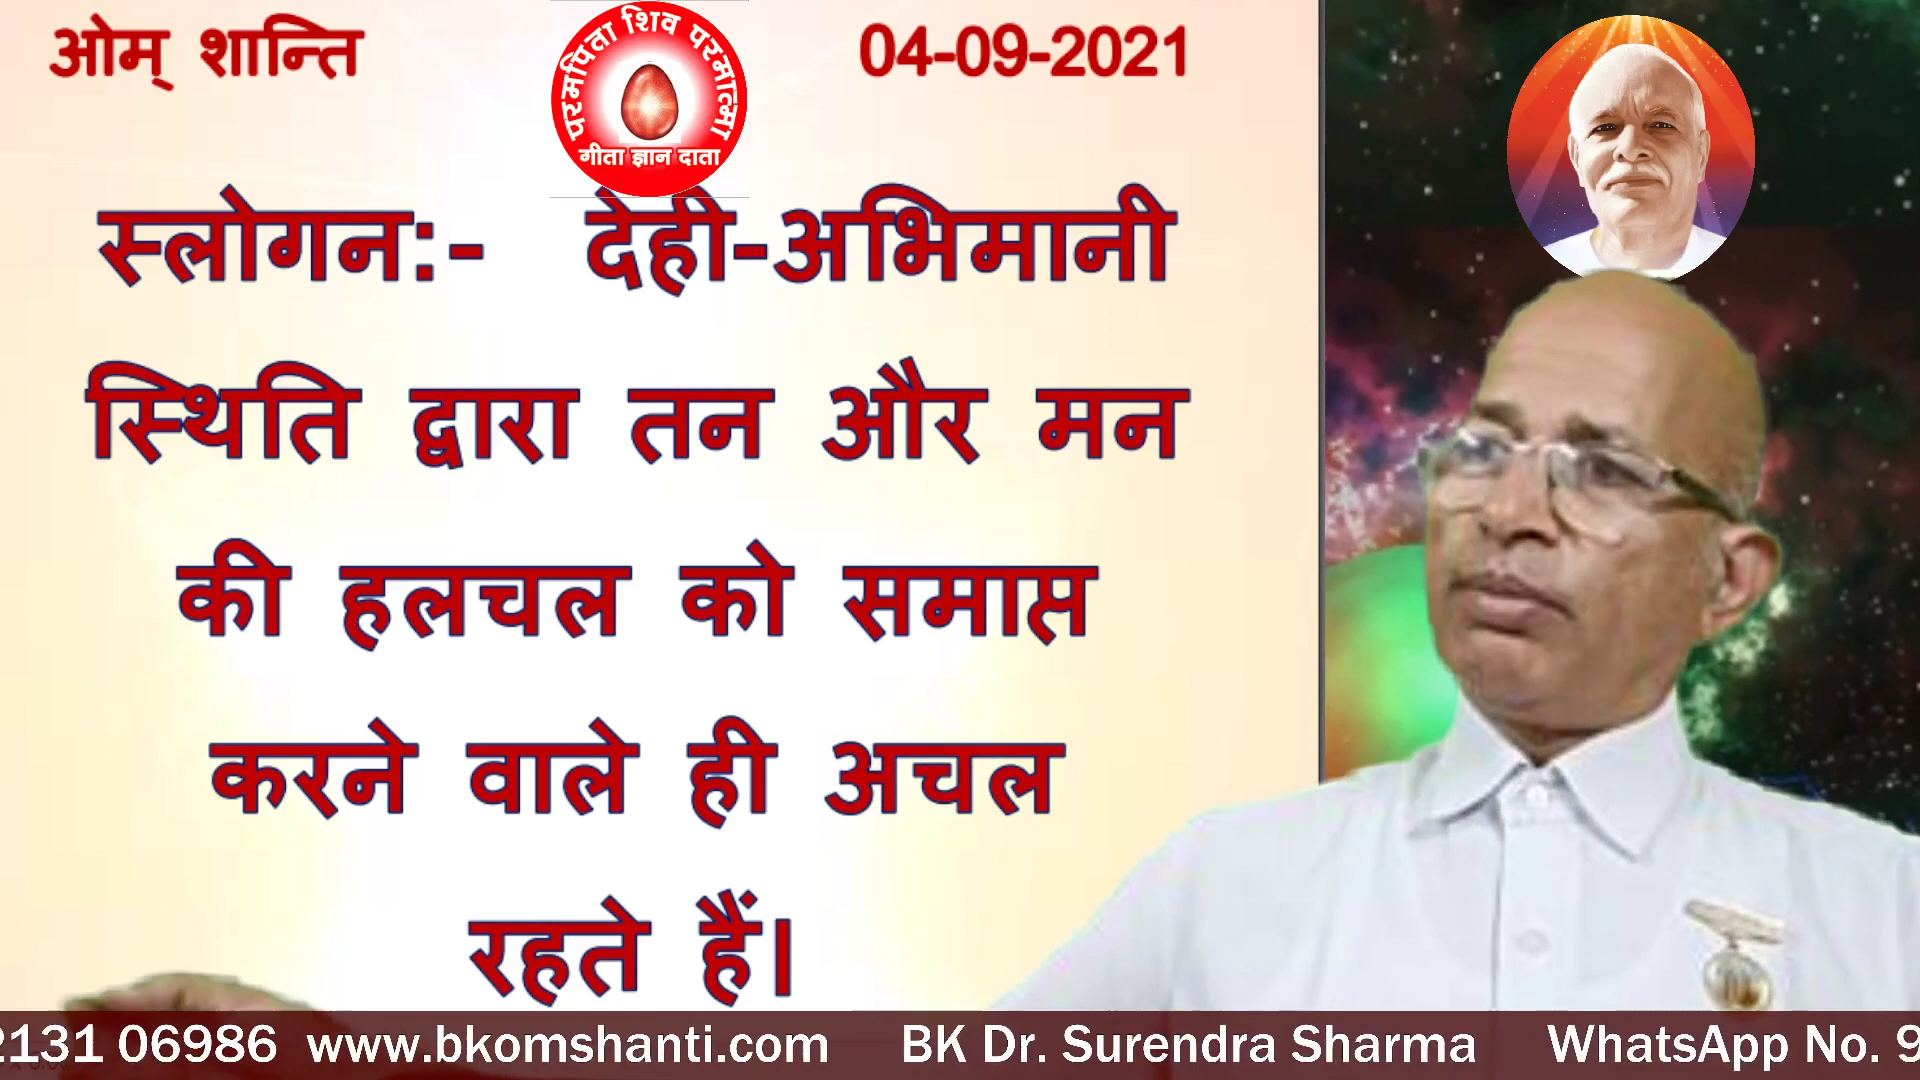 ओम् शान्ति
परमपिता शिव परमात्मा
गीता ज्ञान दाता
04-09-2021
स्लोगन:- देही-अभिमानी
स्थिति द्वारा तन और मन
की हलचल को समाप्त
करने वाले ही अचल
रहते हैं।
2131 06986 www.bkomshanti.com BK Dr. Surendra Sharma WhatsApp No. 9